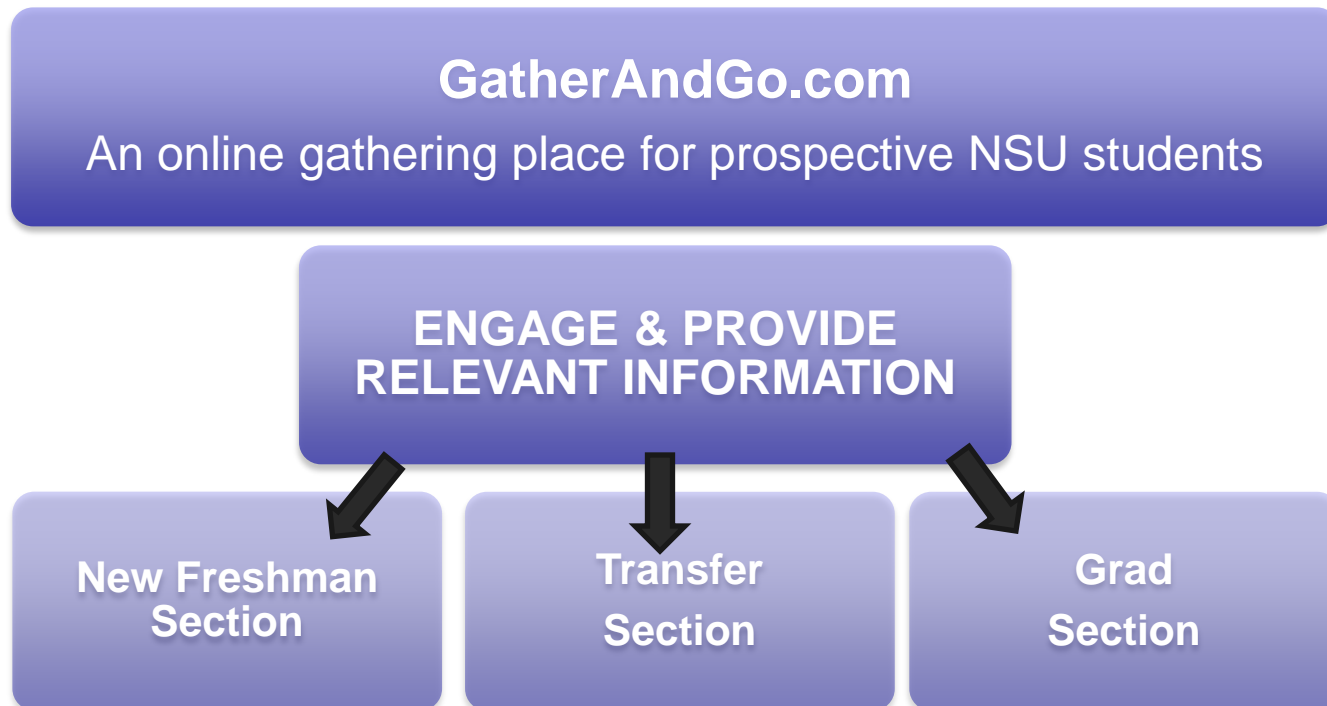 GatherAndGo.com
An online gathering place for prospective NSU students
ENGAGE & PROVIDE
RELEVANT INFORMATION
New Freshman
Section
Transfer
Section
Grad
Section